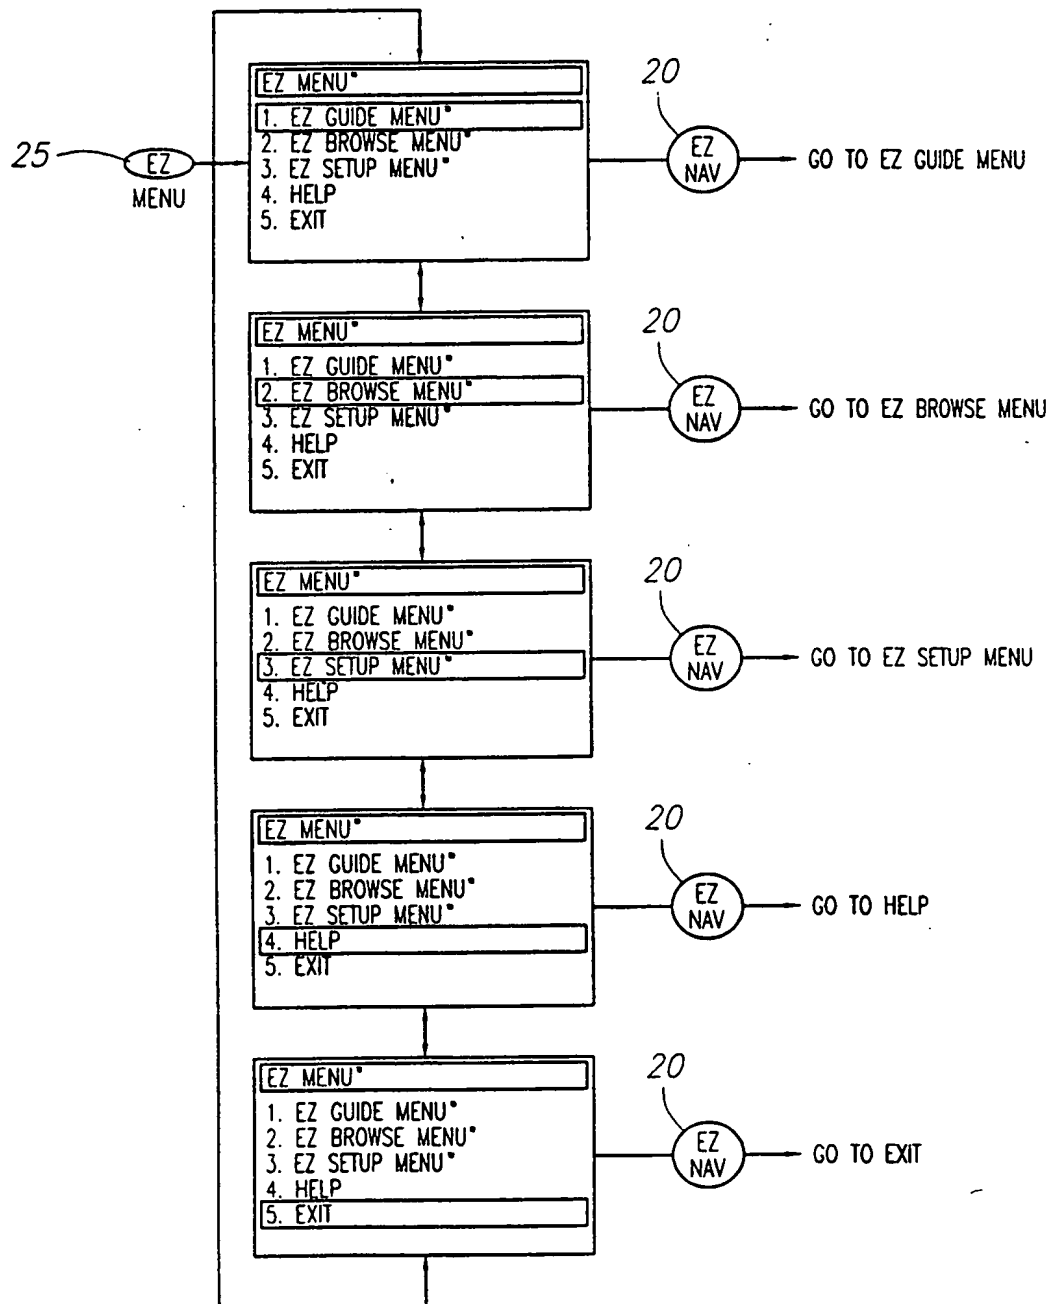 25
EZ
MENU
EZ MENU•
1. EZ GUIDE MENU•
2. EZ BROWSE MENU•
3. EZ SETUP MENU•
4. HELP
5. EXIT
20
EZ
NAV
GO TO EZ GUIDE MENU
EZ MENU•
1. EZ GUIDE MENU•
2. EZ BROWSE MENU•
3. EZ SETUP MENU•
4. HELP
5. EXIT
20
EZ
NAV
GO TO EZ BROWSE MENU
EZ MENU•
1. EZ GUIDE MENU•
2. EZ BROWSE MENU•
3. EZ SETUP MENU•
4. HELP
5. EXIT
20
EZ
NAV
GO TO EZ SETUP MENU
EZ MENU•
1. EZ GUIDE MENU•
2. EZ BROWSE MENU•
3. EZ SETUP MENU•
4. HELP
5. EXIT
20
EZ
NAV
GO TO HELP
EZ MENU•
1. EZ GUIDE MENU•
2. EZ BROWSE MENU•
3. EZ SETUP MENU•
4. HELP
5. EXIT
20
EZ
NAV
GO TO EXIT